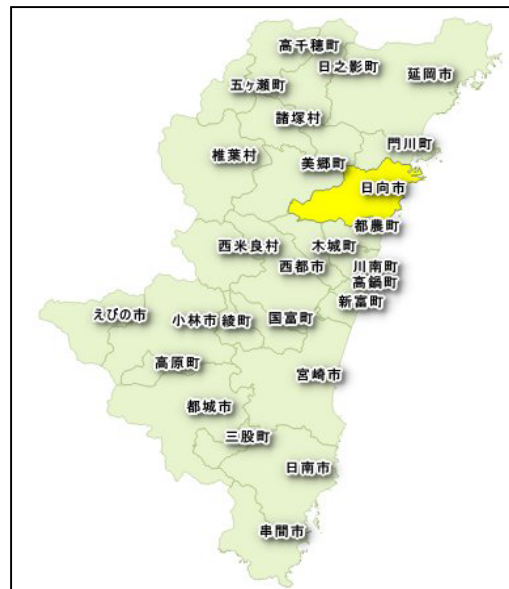 高千穂町
日之影町
延岡市
五ヶ瀬町
諸塚村
門川町
椎葉村
美郷町
日向市
都農町
西米良村
木城町
西都市
川南町
高鍋町
新富町
えびの市
小林市
綾町
国富町
高原町
宮崎市
都城市
三股町
日南市
串間市